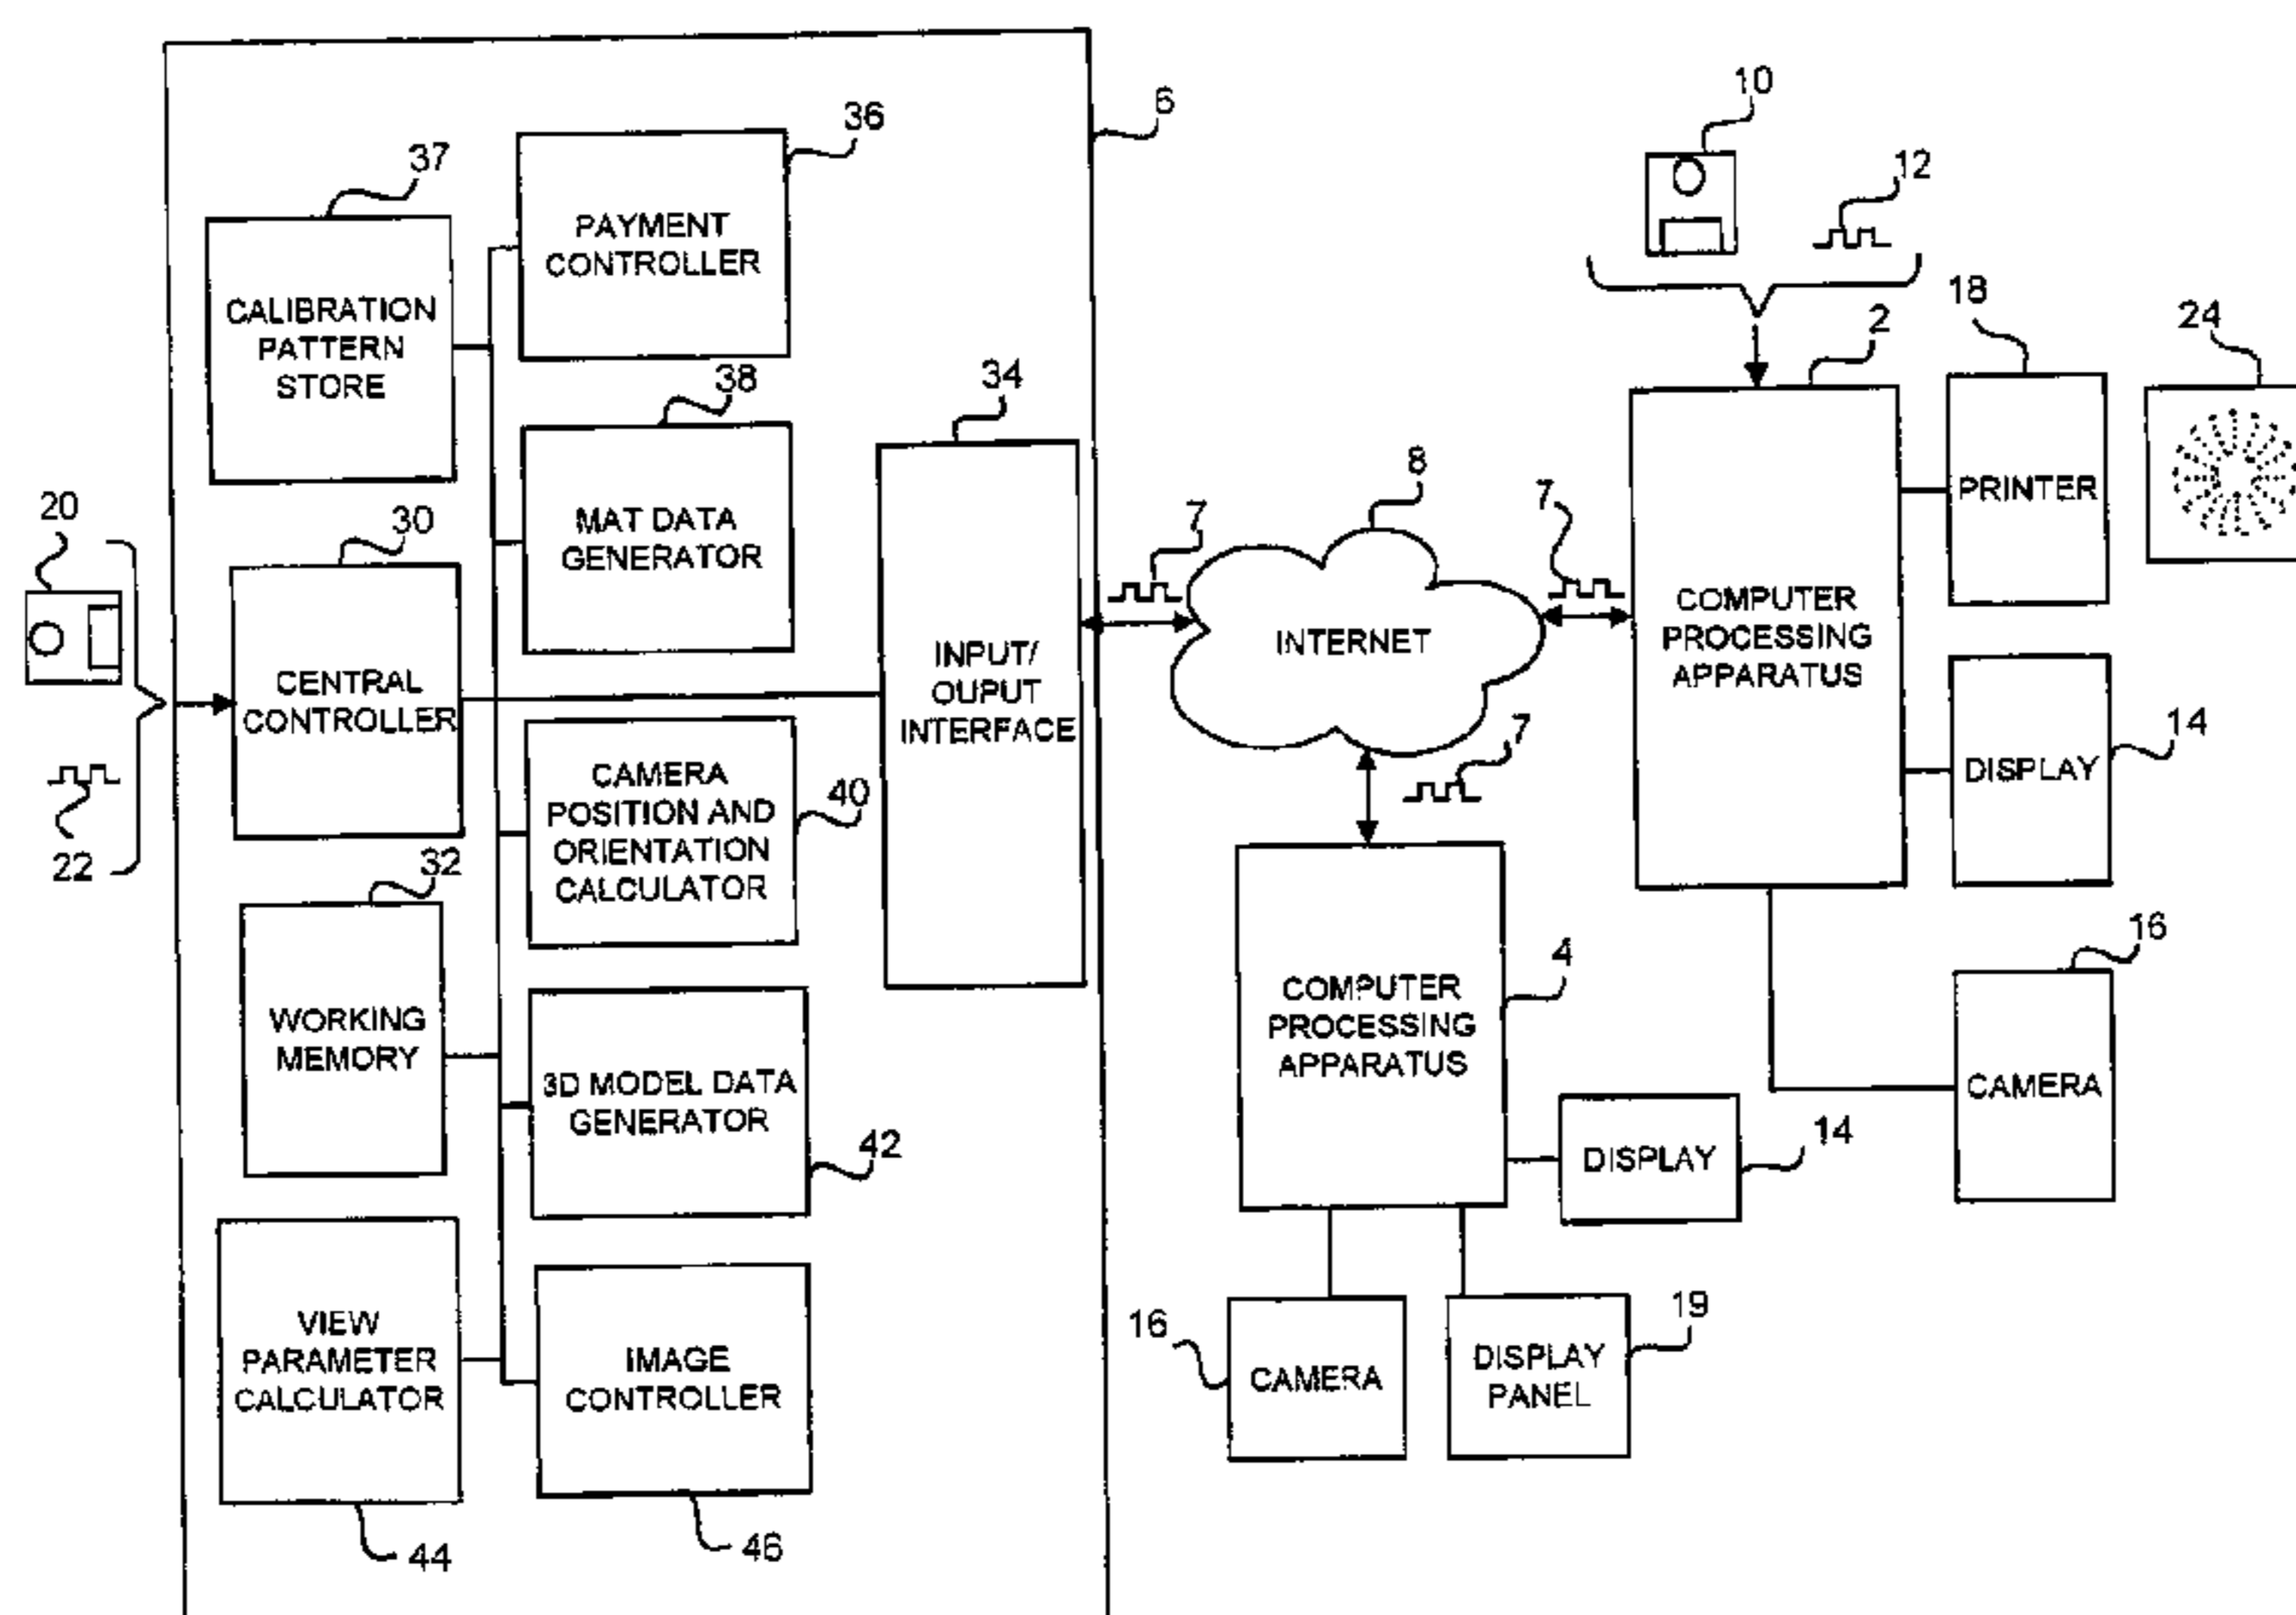 6
36
37
PAYMENT
CONTROLLER
CALIBRATION
PATTERN
STORE
38
34
MAT DATA
GENERATOR
20
30
CENTRAL
CONTROLLER
22
INPUT/
OUPUT
INTERFACE
CAMERA
POSITION AND
ORIENTATION
CALCULATOR
40
32
WORKING
MEMORY
3D MODEL DATA
GENERATOR
42
VIEW
PARAMETER
CALCULATOR
44
IMAGE
CONTROLLER
46
7
8
INTERNET
7
7
10
12
2
COMPUTER
PROCESSING
APPARATUS
18
PRINTER
24
DISPLAY
14
16
CAMERA
4
COMPUTER
PROCESSING
APPARATUS
DISPLAY
14
16
CAMERA
DISPLAY
PANEL
19